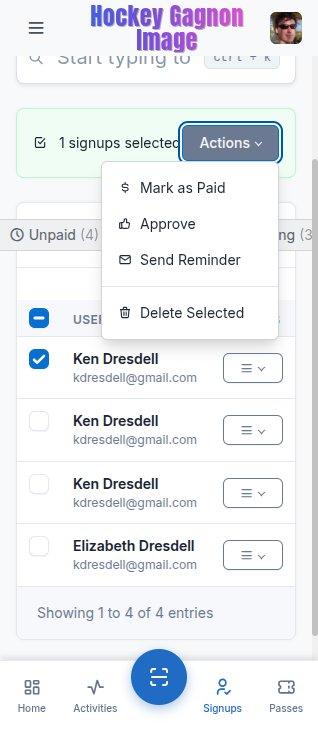 Hockey Gagnon
Image
Start typing to
ctrl + k
1 signups selected
Actions
Mark as Paid
Approve
Send Reminder
Delete Selected
Unpaid (4)
ng (3
USER
Ken Dresdell
kdresdell@gmail.com
Ken Dresdell
kdresdell@gmail.com
Ken Dresdell
kdresdell@gmail.com
Elizabeth Dresdell
kdresdell@gmail.com
Showing 1 to 4 of 4 entries
Home
Activities
Signups
Passes